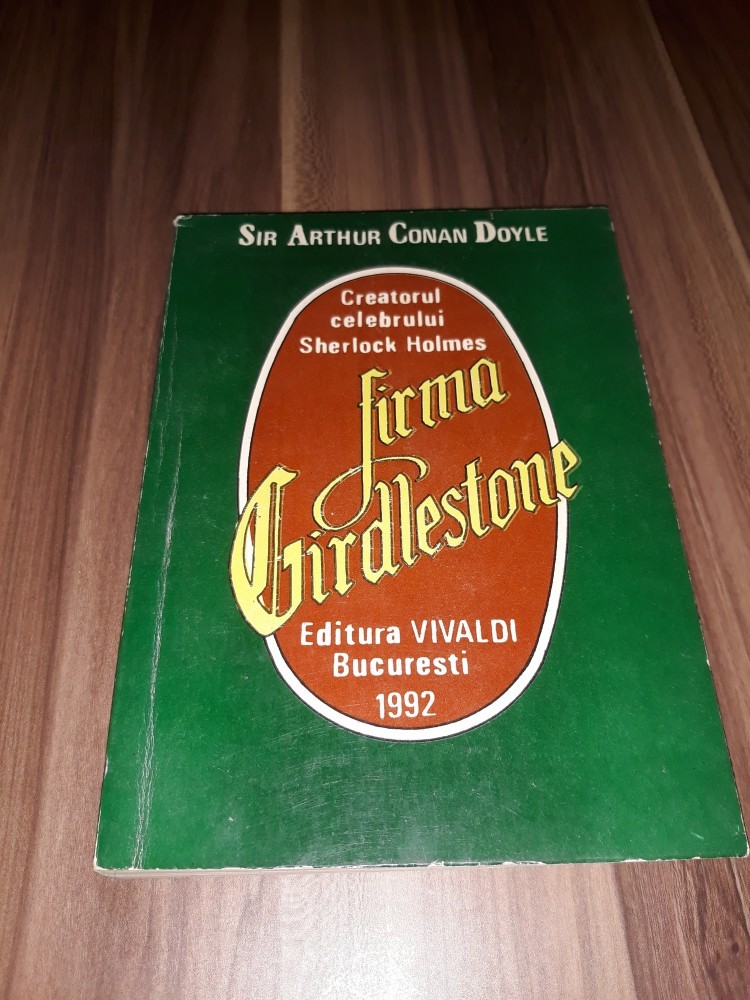 SIR ARTHUR CONAN DOYLE
Creatorul
celebrului
Sherlock Holmes
firma
Girdlestone
Editura VIVALDI
Bucuresti
1992